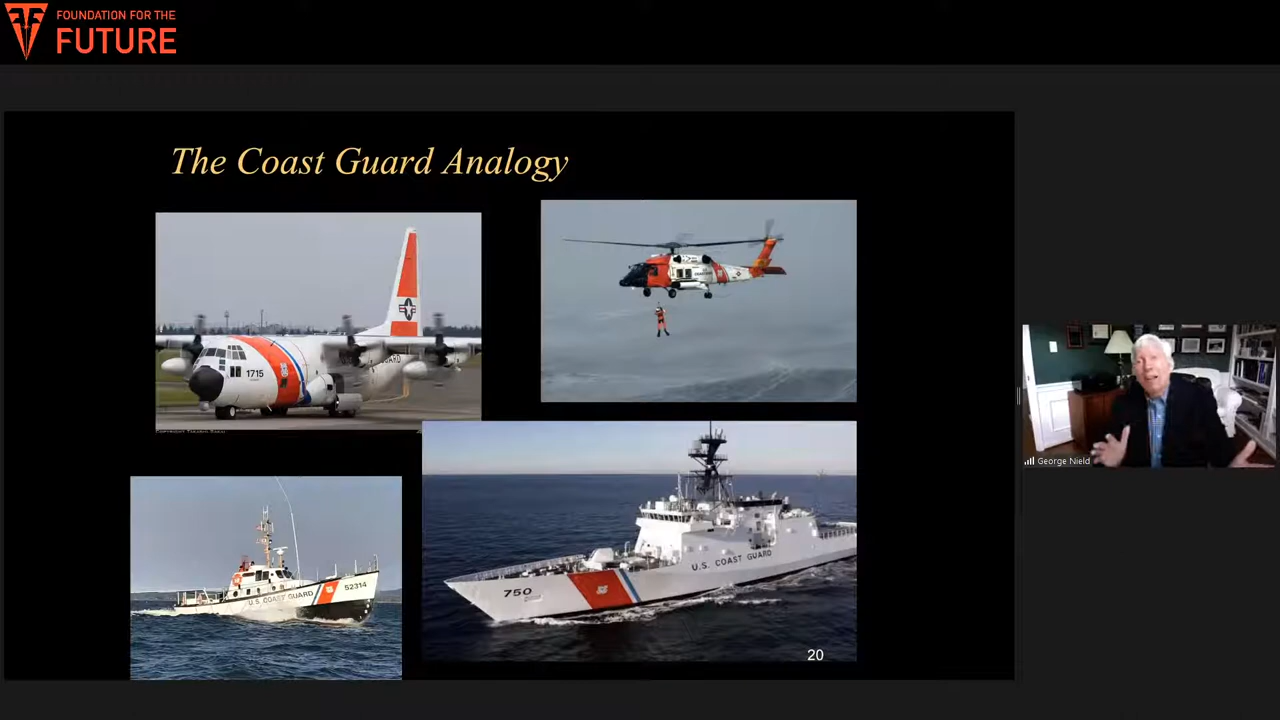 FOUNDATION FOR THE
FUTURE
The Coast Guard Analogy
1715
U.S. COAST GUARD
52314
U.S. COAST GUARD
750
20
George Nield